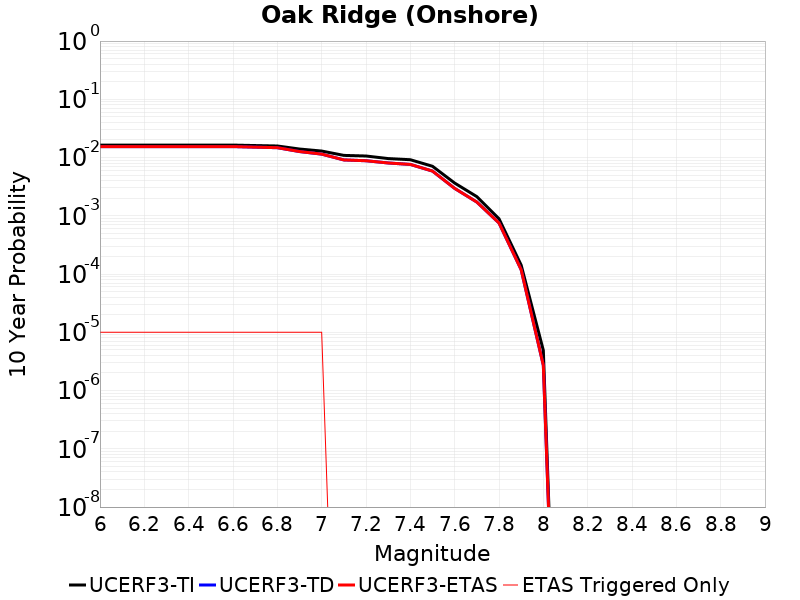 Oak Ridge (Onshore)
10 Year Probability
10^0
10^-1
10^-2
10^-3
10^-4
10^-5
10^-6
10^-7
10^-8
6 6.2 6.4 6.6 6.8 7 7.2 7.4 7.6 7.8 8 8.2 8.4 8.6 8.8 9
Magnitude
UCERF3-TI UCERF3-TD UCERF3-ETAS ETAS Triggered Only